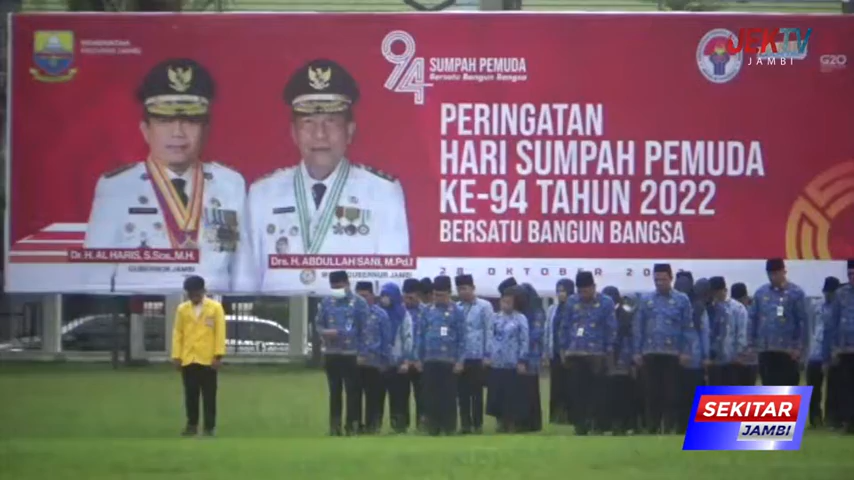 PEMERINTAH
PROVINSI JAMBI
94 SUMPAH PEMUDA
Bersatu Bangun Bangsa
JEKTV
JAMBI
G20
PERINGATAN
HARI SUMPAH PEMUDA
KE-94 TAHUN 2022
BERSATU BANGUN BANGSA
Dr. H. AL HARIS, S.Sos, M.H.
GUBERNUR JAMBI
Drs. H. ABDULLAH SANI, M.Pd.I
GUBERNUR JAMBI
28 OKTOBER
SEKITAR
JAMBI